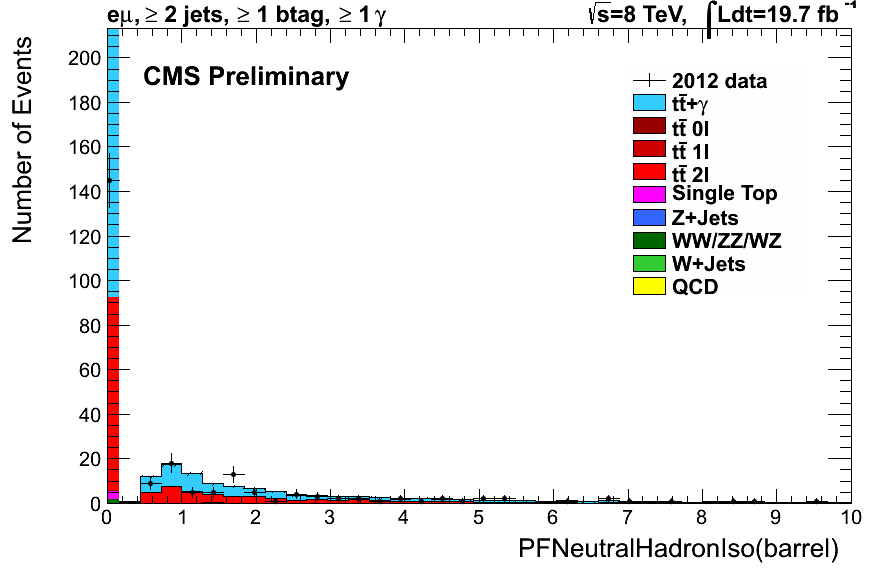 eμ, ≥ 2 jets, ≥ 1 btag, ≥ 1 γ
√s=8 TeV, ∫Ldt=19.7 fb⁻¹
CMS Preliminary
2012 data
tt̄+γ
tt̄ 0l
tt̄ 1l
tt̄ 2l
Single Top
Z+Jets
WW/ZZ/WZ
W+Jets
QCD
Number of Events
200
180
160
140
120
100
80
60
40
20
0
0 1 2 3 4 5 6 7 8 9 10
PFNeutralHadronIso(barrel)